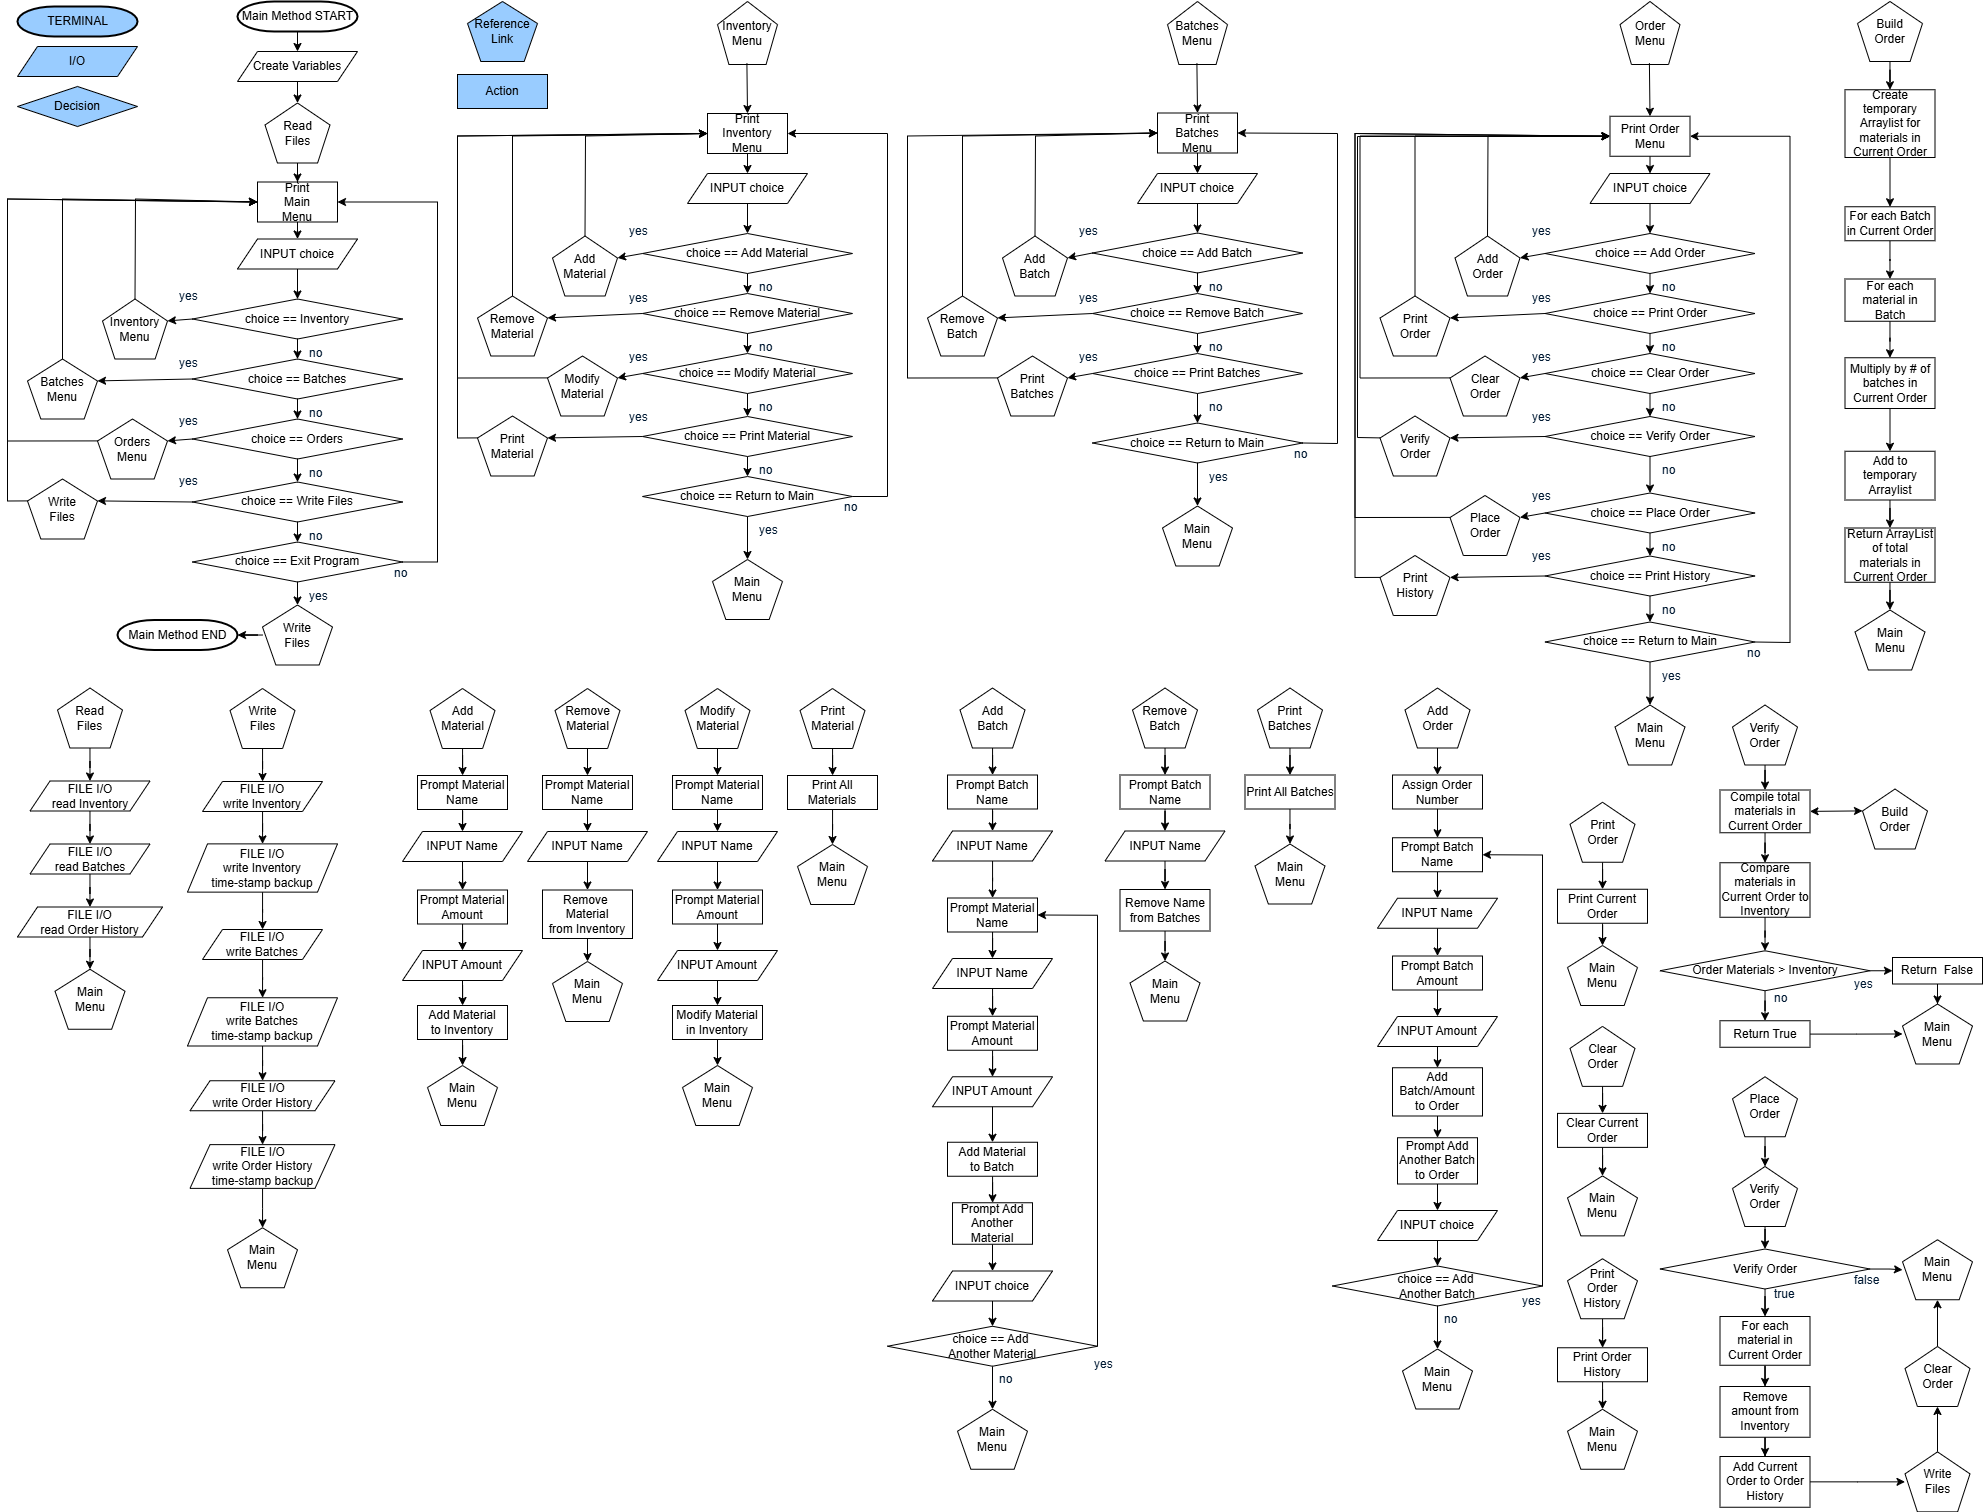 TERMINAL
I/O
Decision
Main Method START
Create Variables
Read
Files
Print
Main
Menu
INPUT choice
choice == Inventory
yes
Inventory
Menu
no
choice == Batches
yes
Batches
Menu
no
choice == Orders
yes
Orders
Menu
no
choice == Write Files
yes
Write
Files
no
choice == Exit Program
no
yes
Write
Files
Main Method END
Reference
Link
Action
Inventory
Menu
Print
Inventory
Menu
INPUT choice
choice == Add Material
yes
Add
Material
no
choice == Remove Material
yes
Remove
Material
no
choice == Modify Material
yes
Modify
Material
no
choice == Print Material
yes
Print
Material
no
choice == Return to Main
no
yes
Main
Menu
Batches
Menu
Print
Batches
Menu
INPUT choice
choice == Add Batch
yes
Add
Batch
no
choice == Remove Batch
yes
Remove
Batch
no
choice == Print Batches
yes
Print
Batches
no
choice == Return to Main
no
yes
Main
Menu
Order
Menu
Print Order
Menu
INPUT choice
choice == Add Order
yes
Add
Order
no
choice == Print Order
yes
Print
Order
no
choice == Clear Order
yes
Clear
Order
no
choice == Verify Order
yes
Verify
Order
no
choice == Place Order
yes
Place
Order
no
choice == Print History
yes
Print
History
no
choice == Return to Main
no
yes
Main
Menu
Build
Order
Create
temporary
Arraylist for
materials in
Current Order
For each Batch
in Current Order
For each
material in
Batch
Multiply by # of
batches in
Current Order
Add to
temporary
Arraylist
Return ArrayList
of total
materials in
Current Order
Main
Menu
Read
Files
FILE I/O
read Inventory
FILE I/O
read Batches
FILE I/O
read Order History
Main
Menu
Write
Files
FILE I/O
write Inventory
FILE I/O
write Inventory
time-stamp backup
FILE I/O
write Batches
FILE I/O
write Batches
time-stamp backup
FILE I/O
write Order History
FILE I/O
write Order History
time-stamp backup
Main
Menu
Add
Material
Prompt Material
Name
INPUT Name
Prompt Material
Amount
INPUT Amount
Add Material
to Inventory
Main
Menu
Remove
Material
Prompt Material
Name
INPUT Name
Remove
Material
from Inventory
Main
Menu
Modify
Material
Prompt Material
Name
INPUT Name
Prompt Material
Amount
INPUT Amount
Modify Material
in Inventory
Main
Menu
Print
Material
Print All
Materials
Main
Menu
Add
Batch
Prompt Batch
Name
INPUT Name
Prompt Material
Name
INPUT Name
Prompt Material
Amount
INPUT Amount
Add Material
to Batch
Prompt Add
Another
Material
INPUT choice
choice == Add
Another Material
yes
no
Main
Menu
Remove
Batch
Prompt Batch
Name
INPUT Name
Remove Name
from Batches
Main
Menu
Print
Batches
Print All Batches
Main
Menu
Add
Order
Assign Order
Number
Prompt Batch
Name
INPUT Name
Prompt Batch
Amount
INPUT Amount
Add
Batch/Amount
to Order
Prompt Add
Another Batch
to Order
INPUT choice
choice == Add
Another Batch
yes
no
Main
Menu
Print
Order
Print Current
Order
Main
Menu
Clear
Order
Clear Current
Order
Main
Menu
Print
Order
History
Print Order
History
Main
Menu
Verify
Order
Compile total
materials in
Current Order
Build
Order
Compare
materials in
Current Order to
Inventory
Order Materials > Inventory
yes
Return False
no
Return True
Main
Menu
Place
Order
Verify
Order
Verify Order
false
Main
Menu
true
For each
material in
Current Order
Remove
amount from
Inventory
Add Current
Order to Order
History
Write
Files
Clear
Order